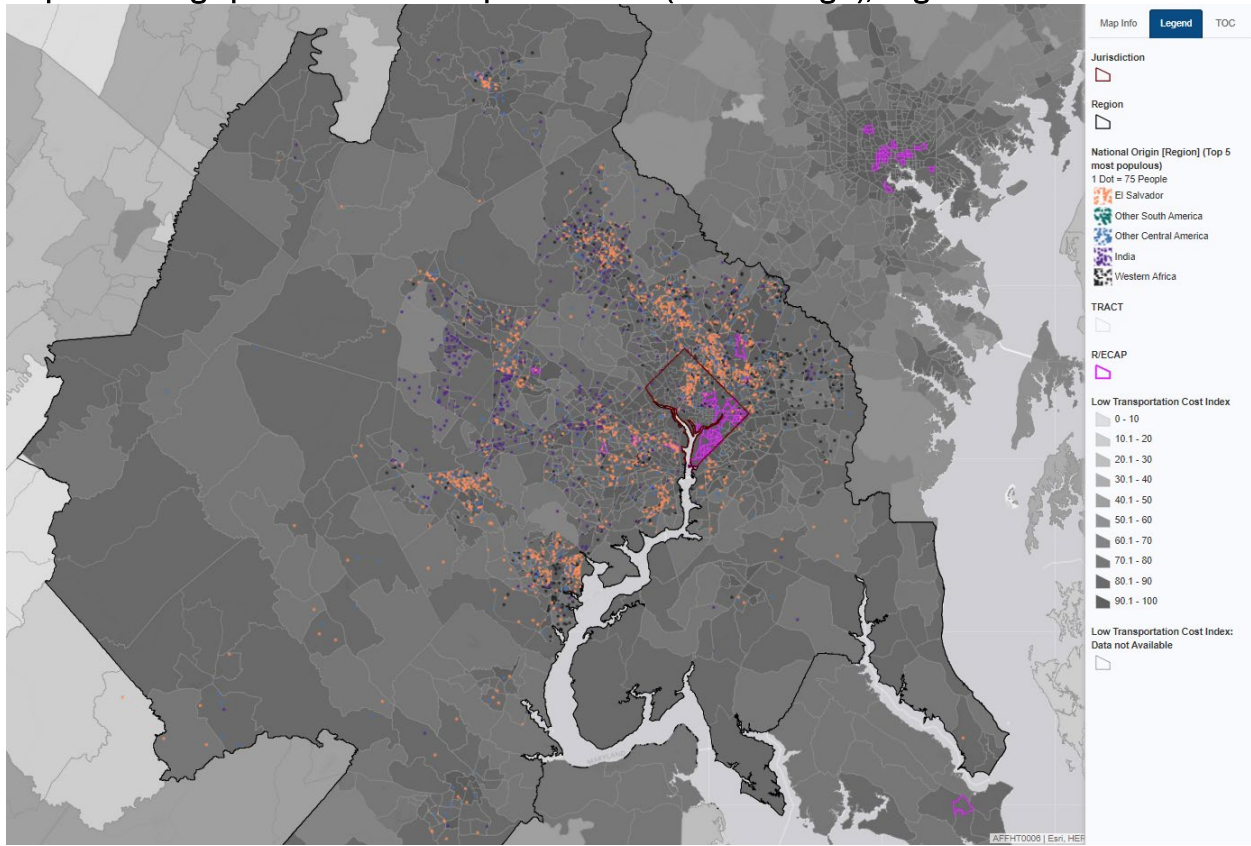 Map Info
Legend
TOC
Jurisdiction
Region
National Origin [Region] (Top 5
most populous)
1 Dot = 75 People
El Salvador
Other South America
Other Central America
India
Western Africa
TRACT
R/ECAP
Low Transportation Cost Index
0 - 10
10.1 - 20
20.1 - 30
30.1 - 40
40.1 - 50
50.1 - 60
60.1 - 70
70.1 - 80
80.1 - 90
90.1 - 100
Low Transportation Cost Index:
Data not Available
MARYLAND
AFFHT0006 | Esri, HER